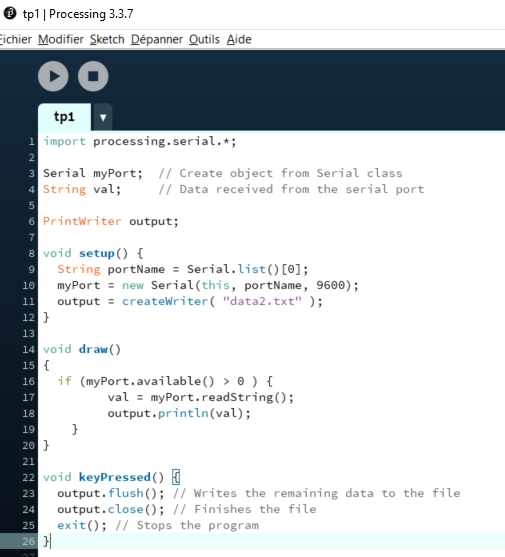 tp1 | Processing 3.3.7
Fichier Modifier Sketch Dépanner Outils Aide
tp1
1 import processing.serial.*;
2
3 Serial myPort;  // Create object from Serial class
4 String val;     // Data received from the serial port
5
6 PrintWriter output;
7
8 void setup() {
9   String portName = Serial.list()[0];
10   myPort = new Serial(this, portName, 9600);
11   output = createWriter( "data2.txt" );
12 }
13
14 void draw()
15 {
16   if (myPort.available() > 0 ) {
17          val = myPort.readString();
18          output.println(val);
19     }
20 }
21
22 void keyPressed() {
23   output.flush(); // Writes the remaining data to the file
24   output.close(); // Finishes the file
25   exit(); // Stops the program
26 }